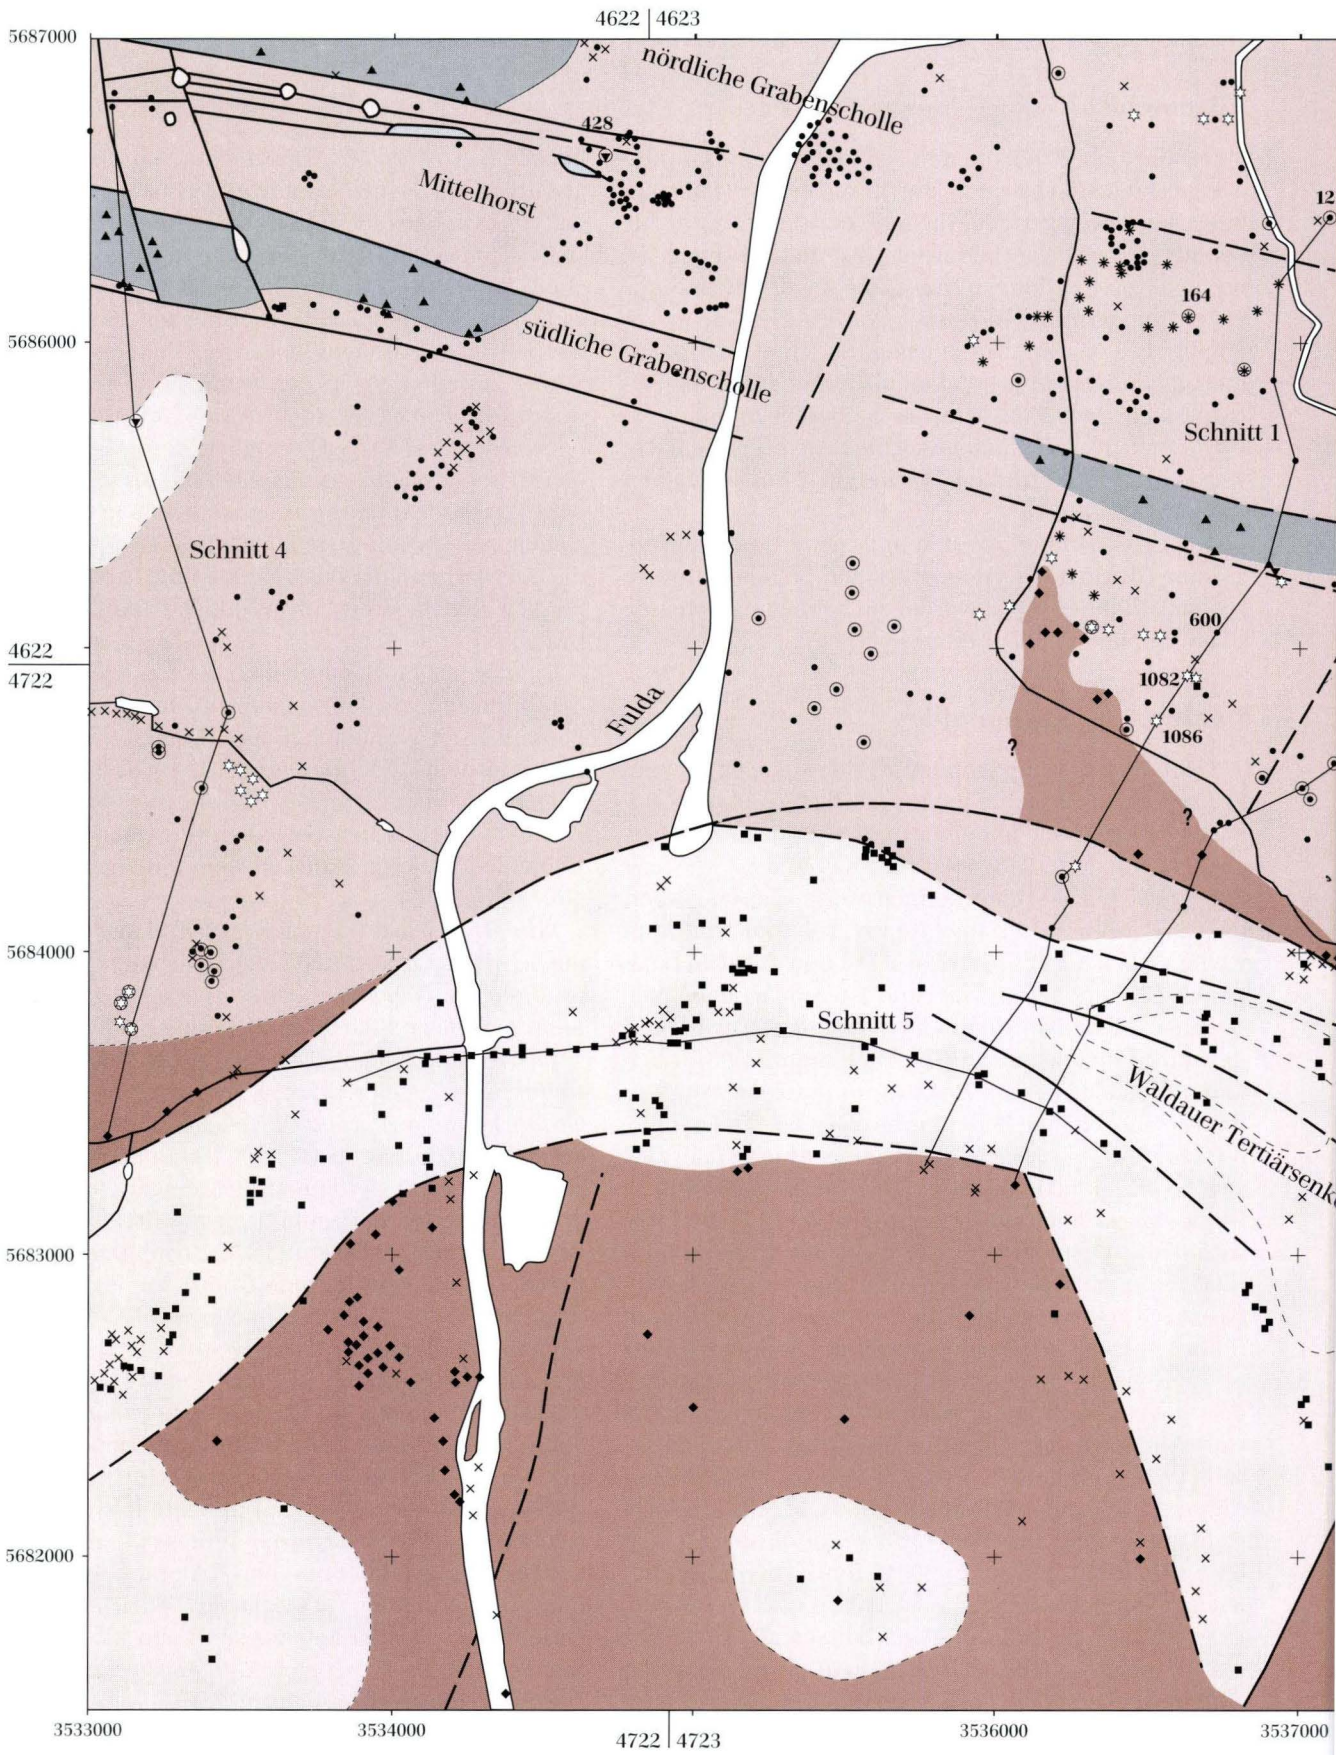 4622 | 4623
5687000
nördliche Grabenscholle
428
Mittelhorst
12
164
5686000
südliche Grabenscholle
Schnitt 1
Schnitt 4
600
4622
4722
1082
Fulda
1086
?
?
5684000
Schnitt 5
Waldauer Tertiärsenke
5683000
5682000
3533000
3534000
4722 | 4723
3536000
3537000